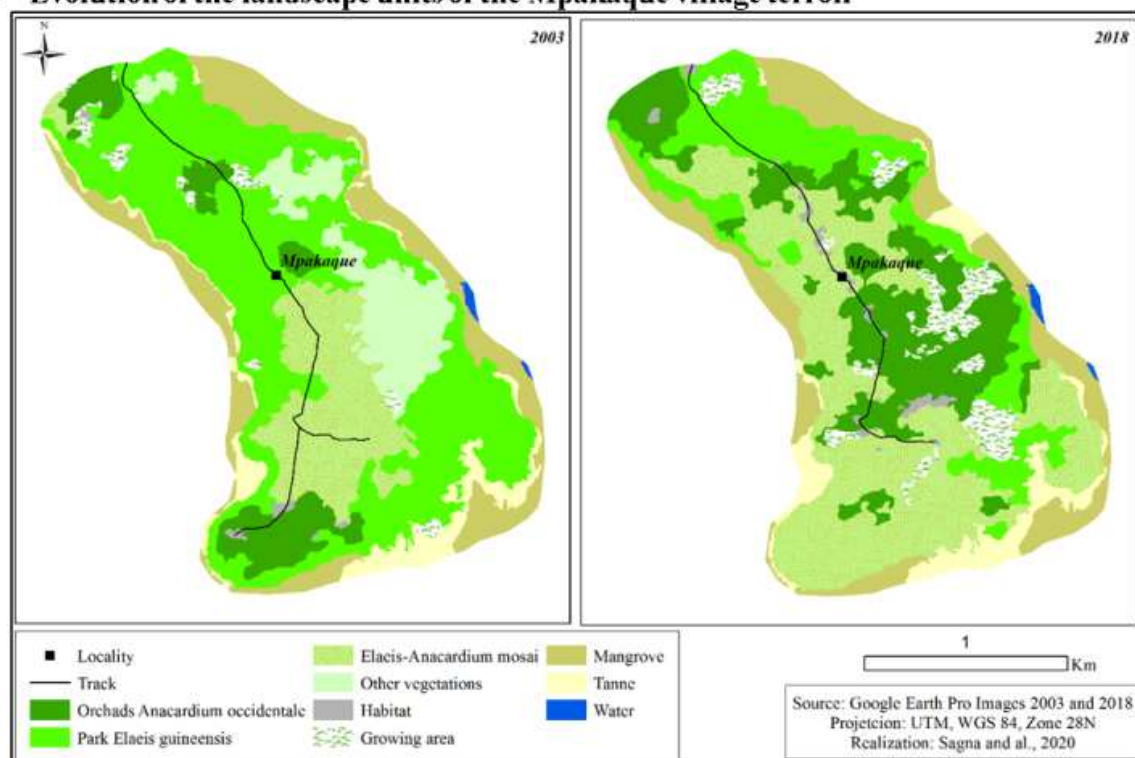 Evolution of the landscape units of the Mpakaque village terroir
N
2003
2018
Mpakaque
Mpakaque
Locality
Track
Orchads Anacardium occidentale
Park Elaeis guineensis
Elaeis-Anacardium mosai
Other vegetations
Habitat
Growing area
Mangrove
Tanne
Water
1
Km
Source: Google Earth Pro Images 2003 and 2018
Projetcion: UTM, WGS 84, Zone 28N
Realization: Sagna and al., 2020